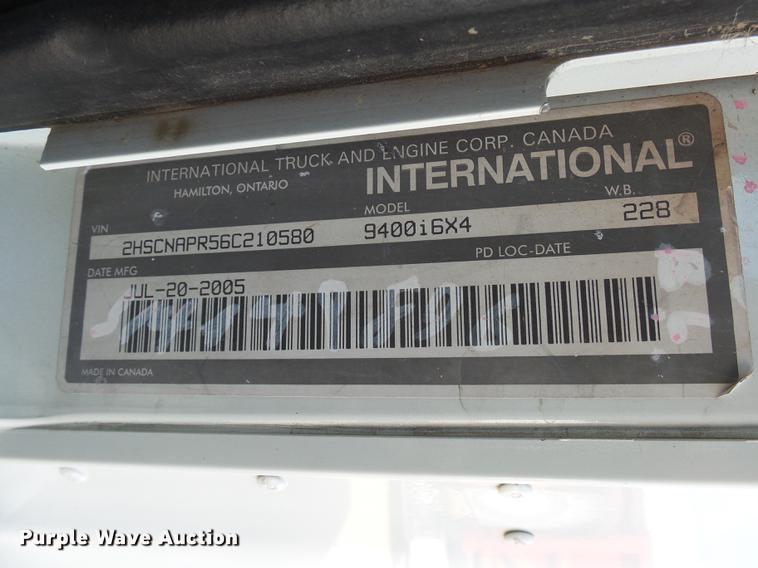 INTERNATIONAL TRUCK AND ENGINE CORP. CANADA
HAMILTON, ONTARIO
INTERNATIONAL®
VIN
MODEL
W.B.
2HSCNAPR56C210580
9400i6X4
228
DATE MFG
PD LOC-DATE
JUL-20-2005
MADE IN CANADA
Purple Wave Auction